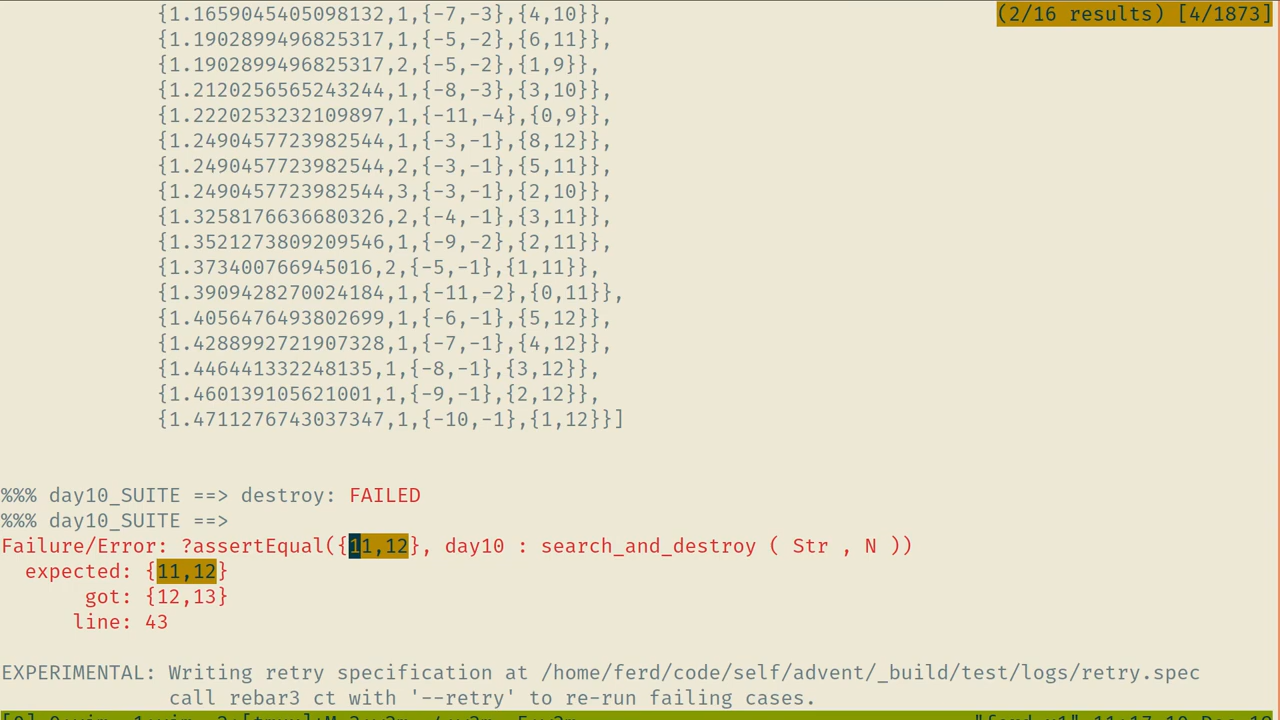 {1.1659045405098132,1,{-7,-3},{4,10}},
(2/16 results) [4/1873]
{1.1902899496825317,1,{-5,-2},{6,11}},
{1.1902899496825317,2,{-5,-2},{1,9}},
{1.2120256565243244,1,{-8,-3},{3,10}},
{1.2220253232109897,1,{-11,-4},{0,9}},
{1.2490457723982544,1,{-3,-1},{8,12}},
{1.2490457723982544,2,{-3,-1},{5,11}},
{1.2490457723982544,3,{-3,-1},{2,10}},
{1.3258176636680326,2,{-4,-1},{3,11}},
{1.3521273809209546,1,{-9,-2},{2,11}},
{1.373400766945016,2,{-5,-1},{1,11}},
{1.3909428270024184,1,{-11,-2},{0,11}},
{1.4056476493802699,1,{-6,-1},{5,12}},
{1.4288992721907328,1,{-7,-1},{4,12}},
{1.446441332248135,1,{-8,-1},{3,12}},
{1.460139105621001,1,{-9,-1},{2,12}},
{1.4711276743037347,1,{-10,-1},{1,12}}]
%%% day10_SUITE ==> destroy: FAILED
%%% day10_SUITE ==>
Failure/Error: ?assertEqual({11,12}, day10 : search_and_destroy ( Str , N ))
expected: {11,12}
got: {12,13}
line: 43
EXPERIMENTAL: Writing retry specification at /home/ferd/code/self/advent/_build/test/logs/retry.spec
call rebar3 ct with '--retry' to re-run failing cases.